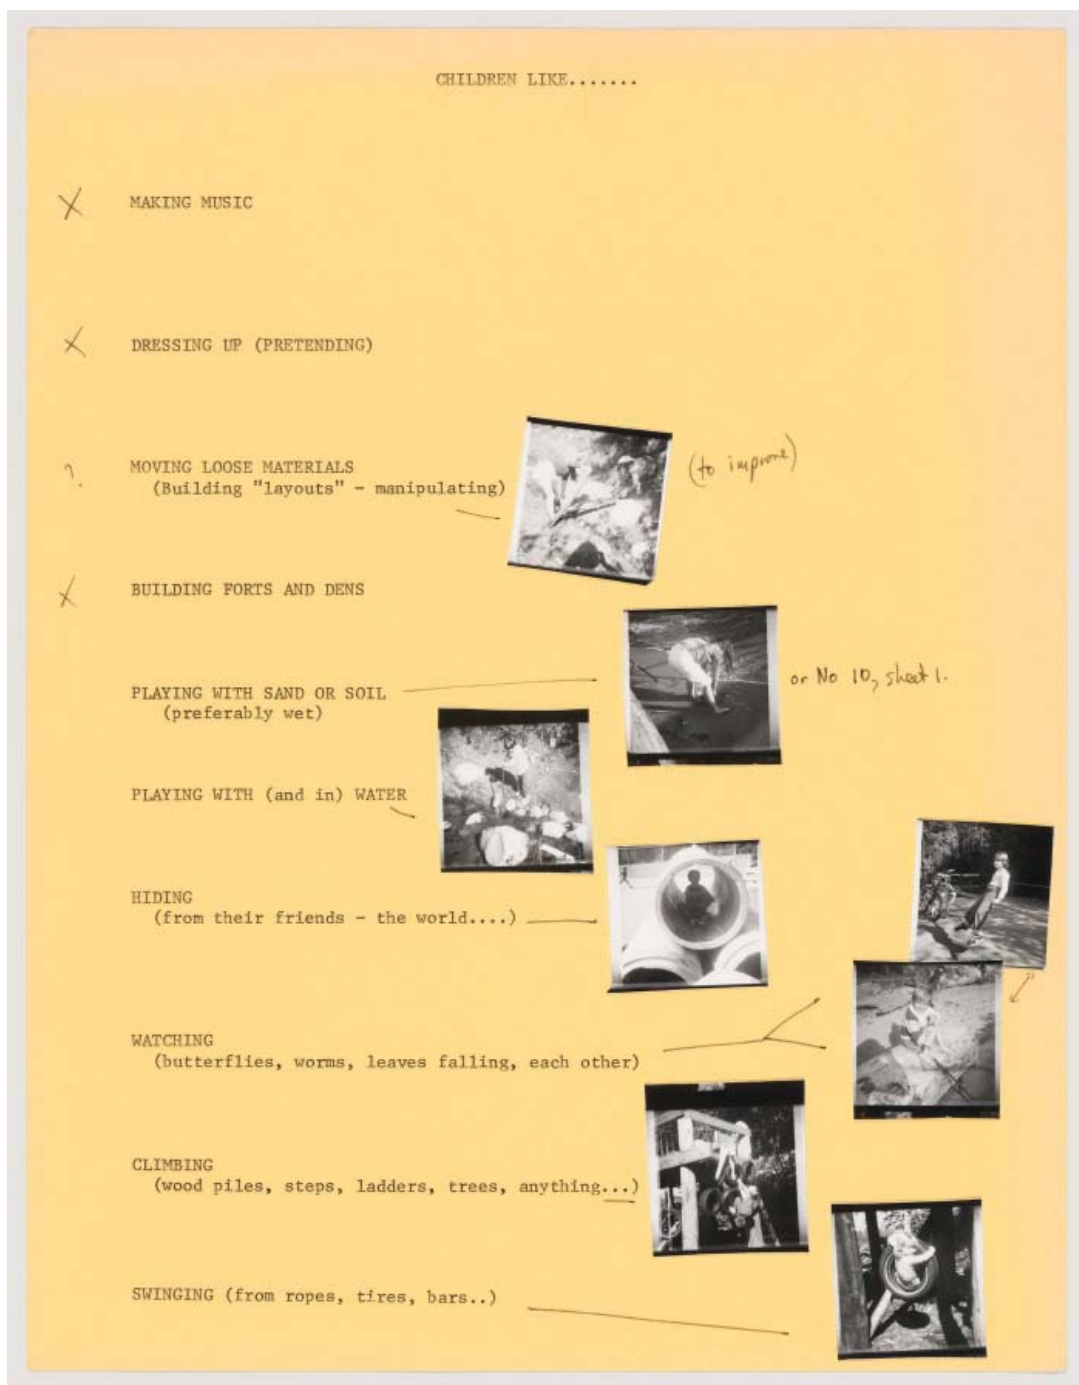 CHILDREN LIKE.......
X MAKING MUSIC
X DRESSING UP (PRETENDING)
? MOVING LOOSE MATERIALS
(Building "layouts" - manipulating)
(to improve)
X BUILDING FORTS AND DENS
PLAYING WITH SAND OR SOIL
(preferably wet)
or No 10, sheet 1.
PLAYING WITH (and in) WATER
HIDING
(from their friends - the world....)
WATCHING
(butterflies, worms, leaves falling, each other)
CLIMBING
(wood piles, steps, ladders, trees, anything...)
SWINGING (from ropes, tires, bars..)